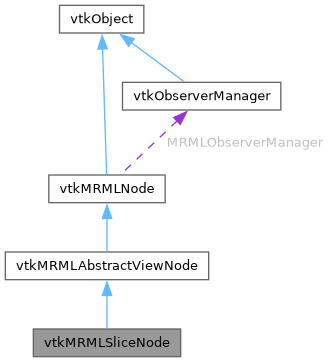 vtkObject
vtkObserverManager
MRMLObserverManager
vtkMRMLNode
vtkMRMLAbstractViewNode
vtkMRMLSliceNode